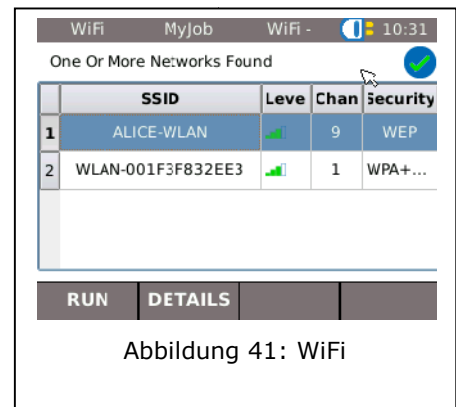 WiFi MyJob WiFi - 10:31
One Or More Networks Found
SSID Leve Chan Security
1 ALICE-WLAN 9 WEP
2 WLAN-001F3F832EE3 1 WPA+...
RUN DETAILS
Abbildung 41: WiFi